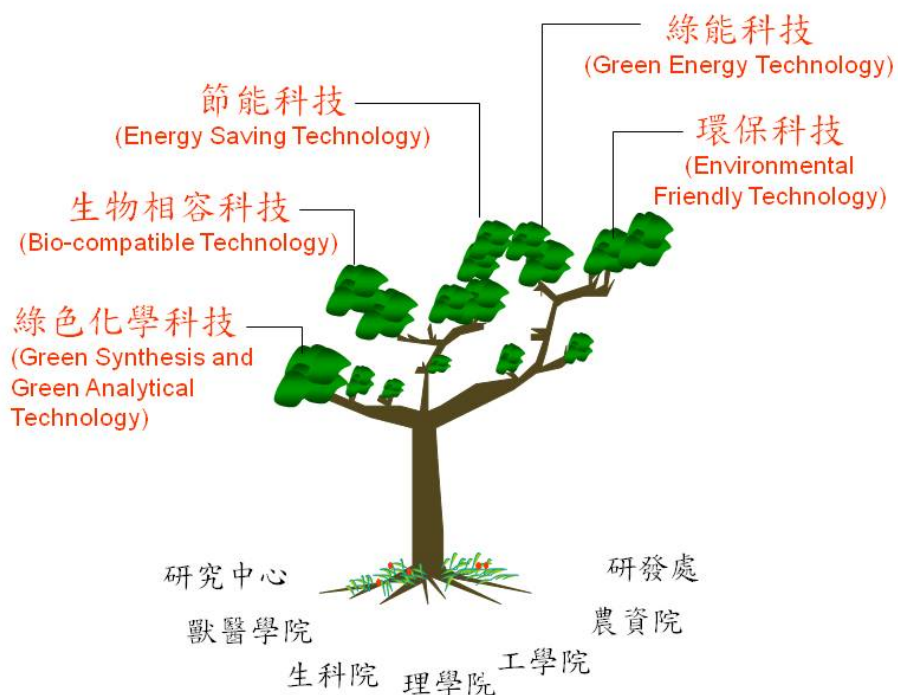 綠能科技
(Green Energy Technology)
節能科技
(Energy Saving Technology)
環保科技
(Environmental
Friendly Technology)
生物相容科技
(Bio-compatible Technology)
綠色化學科技
(Green Synthesis and
Green Analytical
Technology)
研究中心
研發處
獸醫學院
農資院
生科院
理學院
工學院